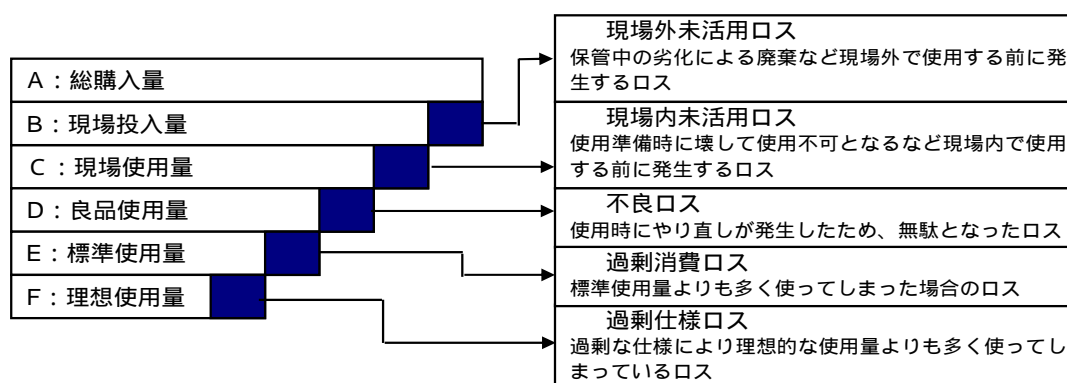 A：総購入量
B：現場投入量
C：現場使用量
D：良品使用量
E：標準使用量
F：理想使用量
現場外未活用ロス
保管中の劣化による廃棄など現場外で使用する前に発
生するロス
現場内未活用ロス
使用準備時に壊して使用不可となるなど現場内で使用
する前に発生するロス
不良ロス
使用時にやり直しが発生したため、無駄となったロス
過剰消費ロス
標準使用量よりも多く使ってしまった場合のロス
過剰仕様ロス
過剰な仕様により理想的な使用量よりも多く使ってし
まっているロス